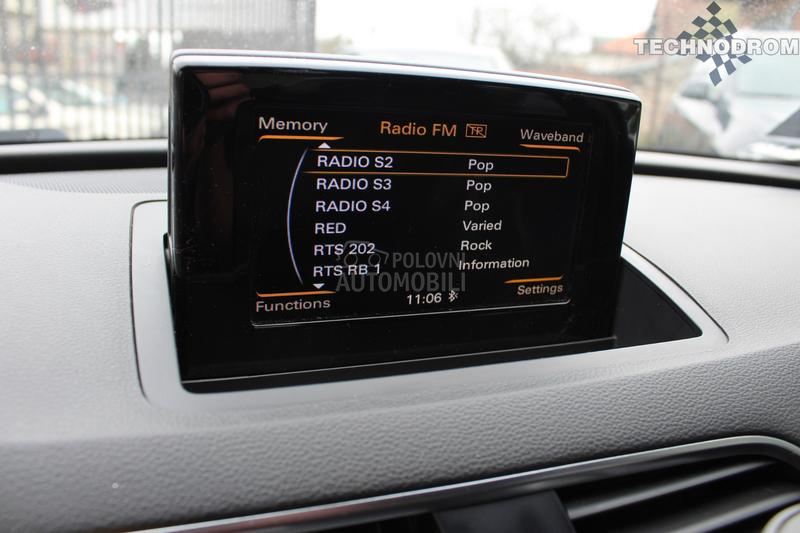 TECHNODROM
Memory Radio FM TR Waveband
RADIO S2 Pop
RADIO S3 Pop
RADIO S4 Pop
RED Varied
RTS 202 Rock
RTS RB 1 Information
POLOVNI
AUTOMOBILI
Functions 11:06 Settings